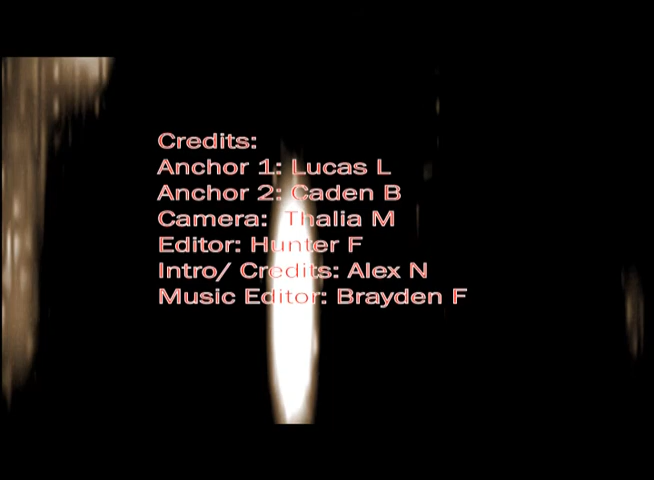 Credits:
Anchor 1: Lucas L
Anchor 2: Caden B
Camera:  Thalia M
Editor: Hunter F
Intro/ Credits: Alex N
Music Editor: Brayden F